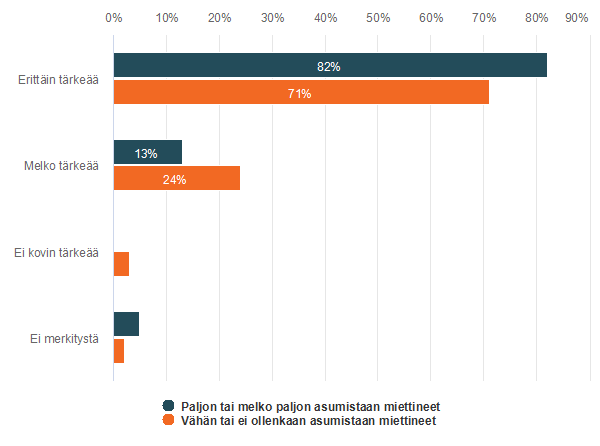 0% 10% 20% 30% 40% 50% 60% 70% 80% 90%
Erittäin tärkeää
82%
71%
Melko tärkeää
13%
24%
Ei kovin tärkeää
Ei merkitystä
Paljon tai melko paljon asumistaan miettineet
Vähän tai ei ollenkaan asumistaan miettineet